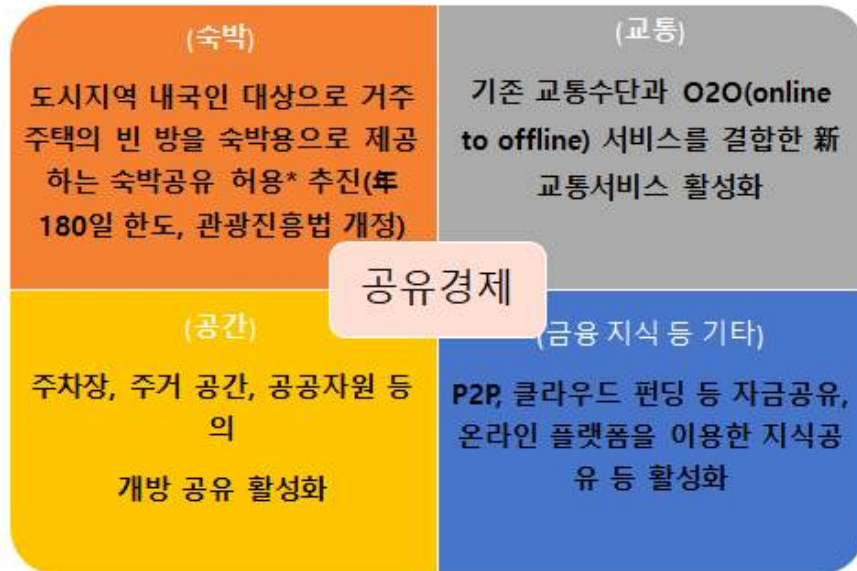 (숙박)
도시지역 내국인 대상으로 거주
주택의 빈 방을 숙박용으로 제공
하는 숙박공유 허용* 추진(年
180일 한도, 관광진흥법 개정)
(교통)
기존 교통수단과 O2O(online
to offline) 서비스를 결합한 新
교통서비스 활성화
공유경제
(공간)
주차장, 주거 공간, 공공자원 등
의
개방 공유 활성화
(금융 지식 등 기타)
P2P, 클라우드 펀딩 등 자금공유,
온라인 플랫폼을 이용한 지식공
유 등 활성화